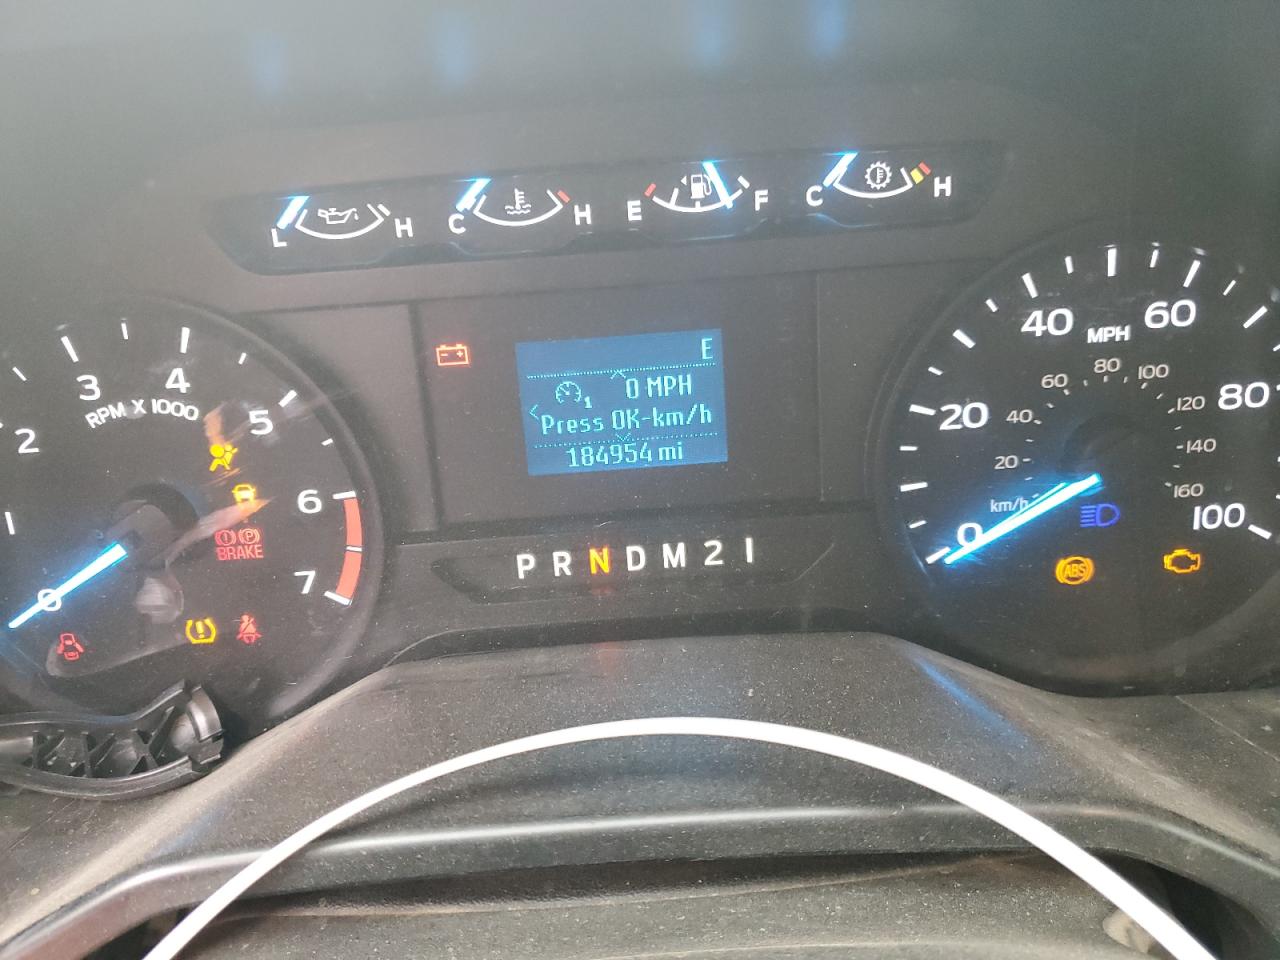 L H
C H
E F
C H
E
0 MPH
Press OK-km/h
184954 mi
0 1 2 3 4 5 6 7
RPM X 1000
BRAKE
P R N D M 2 1
0 20 40 60 80 100
MPH
20 40 60 80 100 120 140 160
km/h
ABS